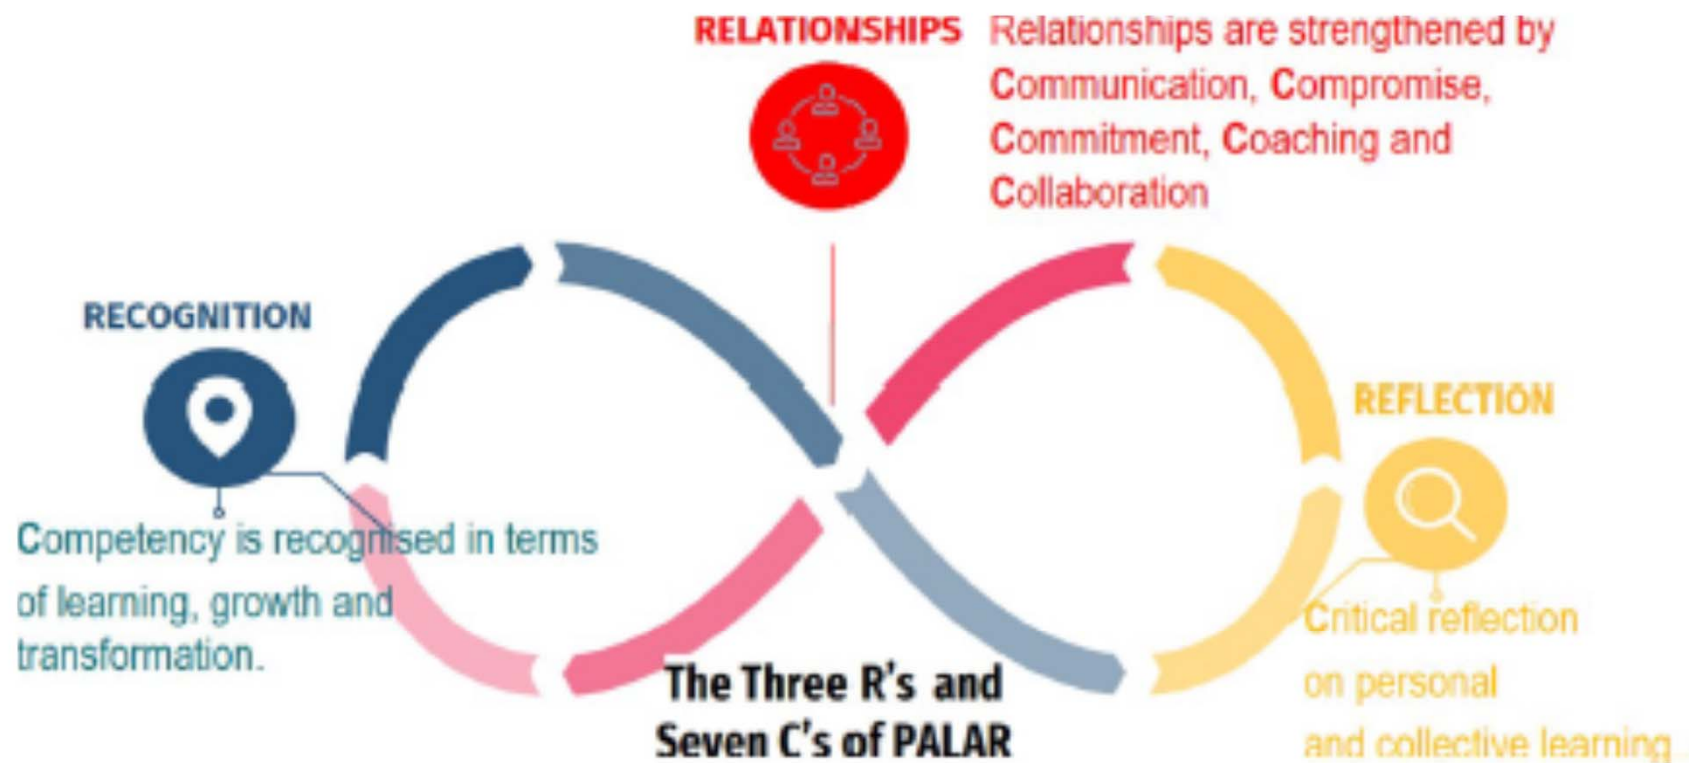 RELATIONSHIPS
Relationships are strengthened by
Communication, Compromise,
Commitment, Coaching and
Collaboration
RECOGNITION
Competency is recognised in terms
of learning, growth and
transformation.
REFLECTION
Critical reflection
on personal
and collective learning
The Three R's and
Seven C's of PALAR